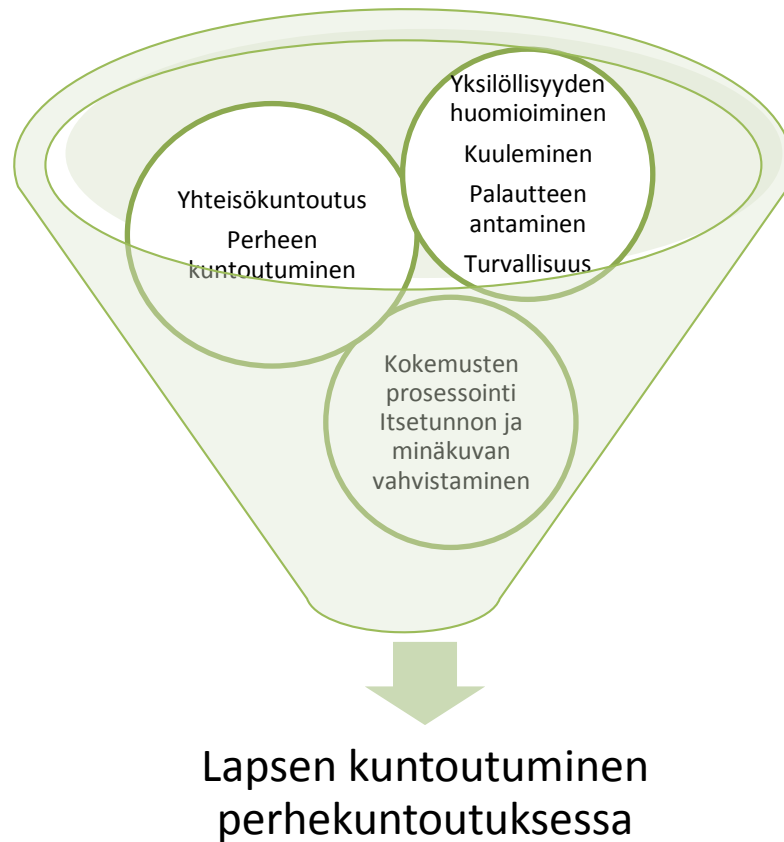 Yksilöllisyyden
huomioiminen
Kuuleminen
Palautteen
antaminen
Turvallisuus
Yhteisökuntoutus
Perheen
kuntoutuminen
Kokemusten
prosessointi
Itsetunnon ja
minäkuvan
vahvistaminen
Lapsen kuntoutuminen
perhekuntoutuksessa